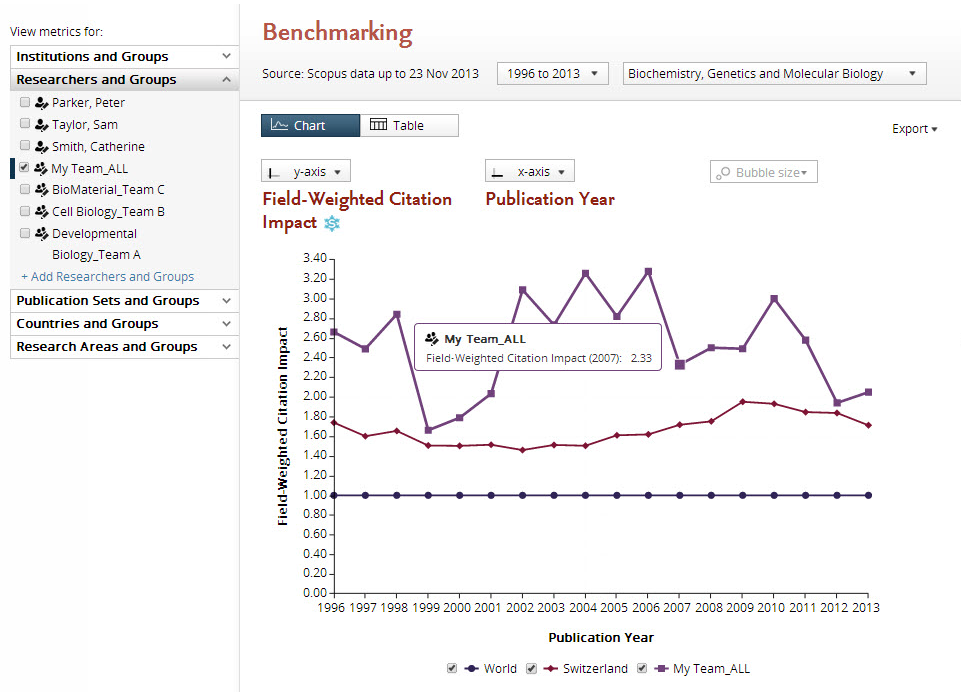 View metrics for:
Institutions and Groups
Researchers and Groups
Parker, Peter
Taylor, Sam
Smith, Catherine
My Team_ALL
BioMaterial_Team C
Cell Biology_Team B
Developmental
Biology_Team A
+ Add Researchers and Groups
Publication Sets and Groups
Countries and Groups
Research Areas and Groups
Benchmarking
Source: Scopus data up to 23 Nov 2013
1996 to 2013
Biochemistry, Genetics and Molecular Biology
Chart
Table
Export
y-axis
x-axis
Bubble size
Field-Weighted Citation
Impact
Publication Year
Field-Weighted Citation Impact
3.40
3.20
3.00
2.80
2.60
2.40
2.20
2.00
1.80
1.60
1.40
1.20
1.00
0.80
0.60
0.40
0.20
0.00
My Team_ALL
Field-Weighted Citation Impact (2007): 2.33
1996 1997 1998 1999 2000 2001 2002 2003 2004 2005 2006 2007 2008 2009 2010 2011 2012 2013
Publication Year
World Switzerland My Team_ALL